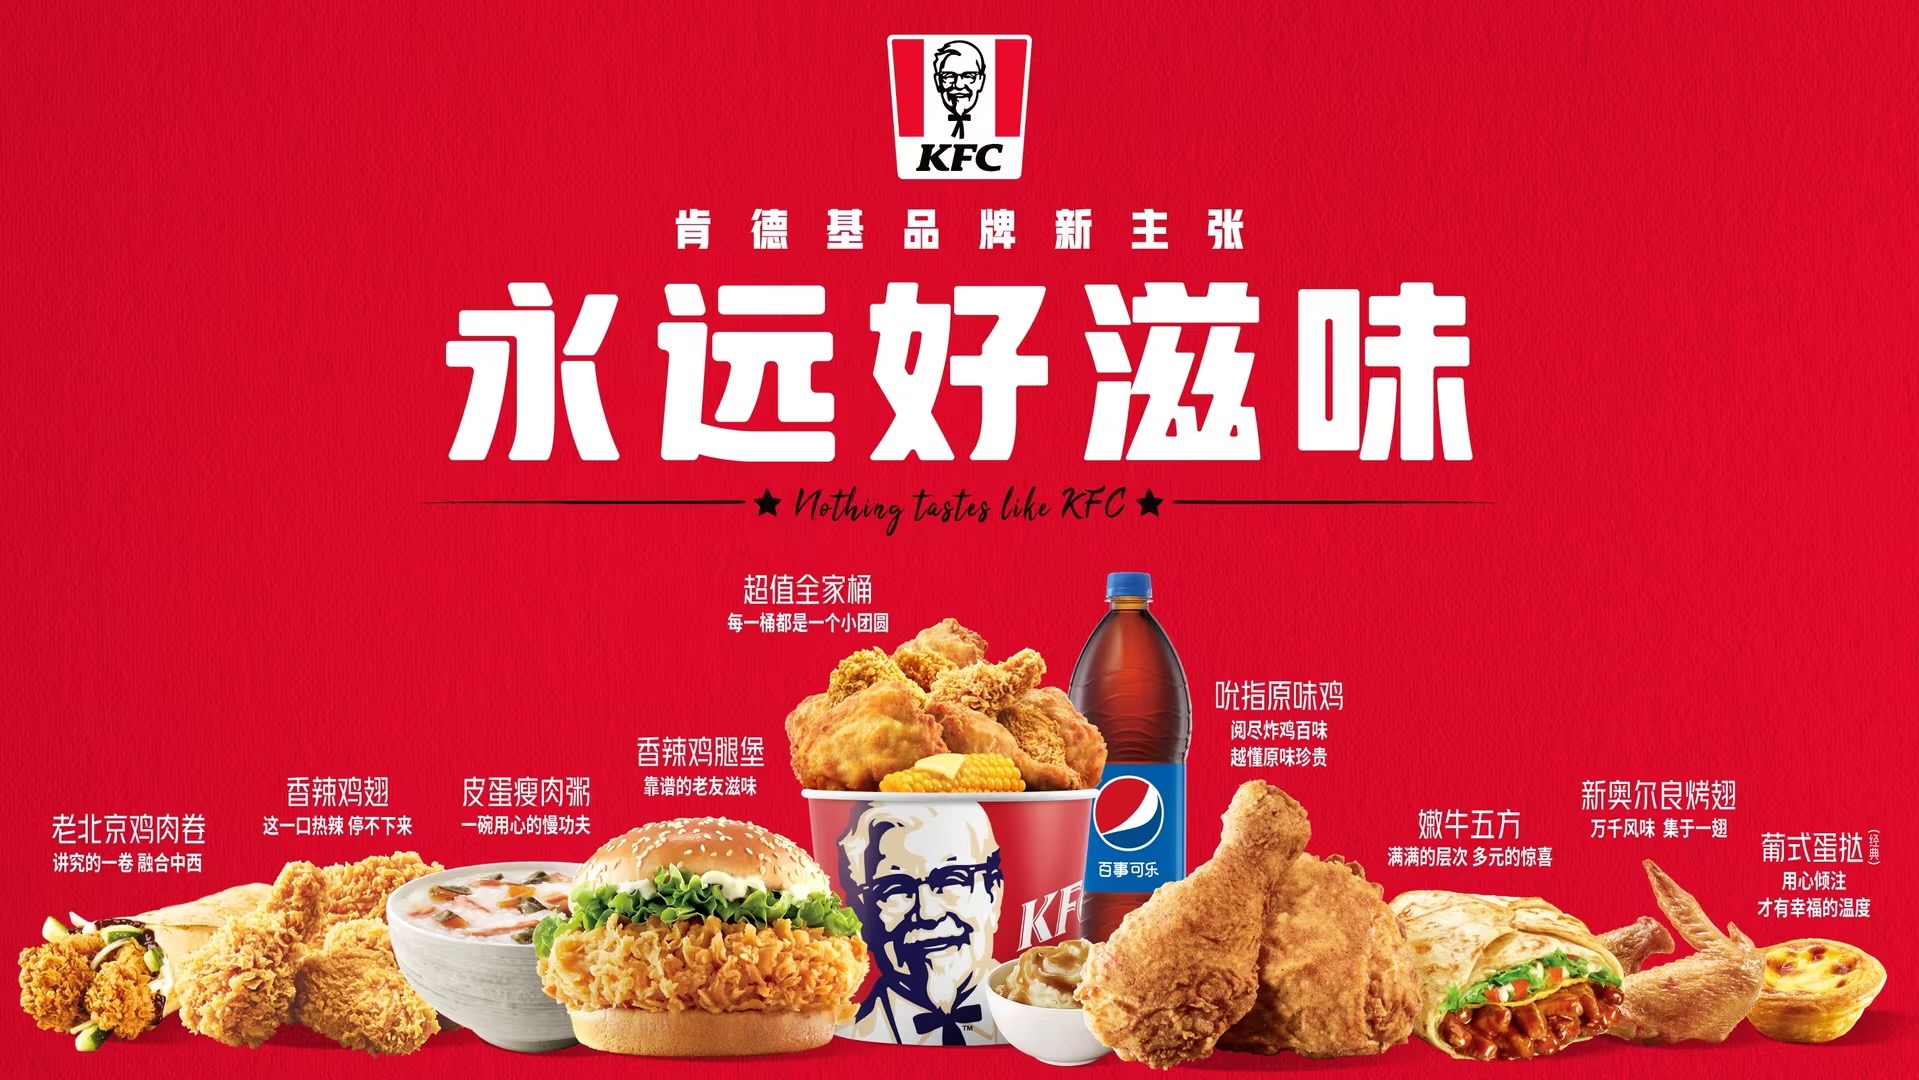 KFC
肯德基品牌新主张
永远好滋味
★ Nothing tastes like KFC ★
超值全家桶
每一桶都是一个小团圆
吮指原味鸡
阅尽炸鸡百味
越懂原味珍贵
香辣鸡腿堡
靠谱的老友滋味
皮蛋瘦肉粥
一碗用心的慢功夫
香辣鸡翅
这一口热辣 停不下来
老北京鸡肉卷
讲究的一卷 融合中西
嫩牛五方
满满的层次 多元的惊喜
新奥尔良烤翅
万千风味 集于一翅
葡式蛋挞(经典)
用心倾注
才有幸福的温度
百事可乐
KFC
TM